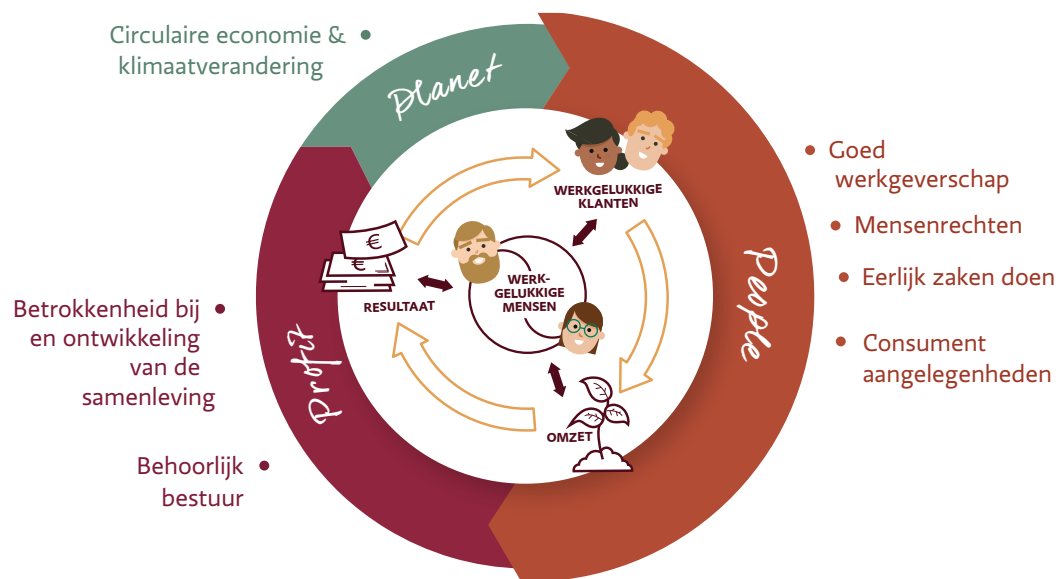 Circulaire economie &
klimaatverandering
Planet
WERKGELUKKIGE
KLANTEN
Goed
werkgeverschap
Mensenrechten
Eerlijk zaken doen
Consument
aangelegenheden
People
€
€
RESULTAAT
WERK-
GELUKKIGE
MENSEN
OMZET
Profit
Betrokkenheid bij
en ontwikkeling
van de
samenleving
Behoorlijk
bestuur